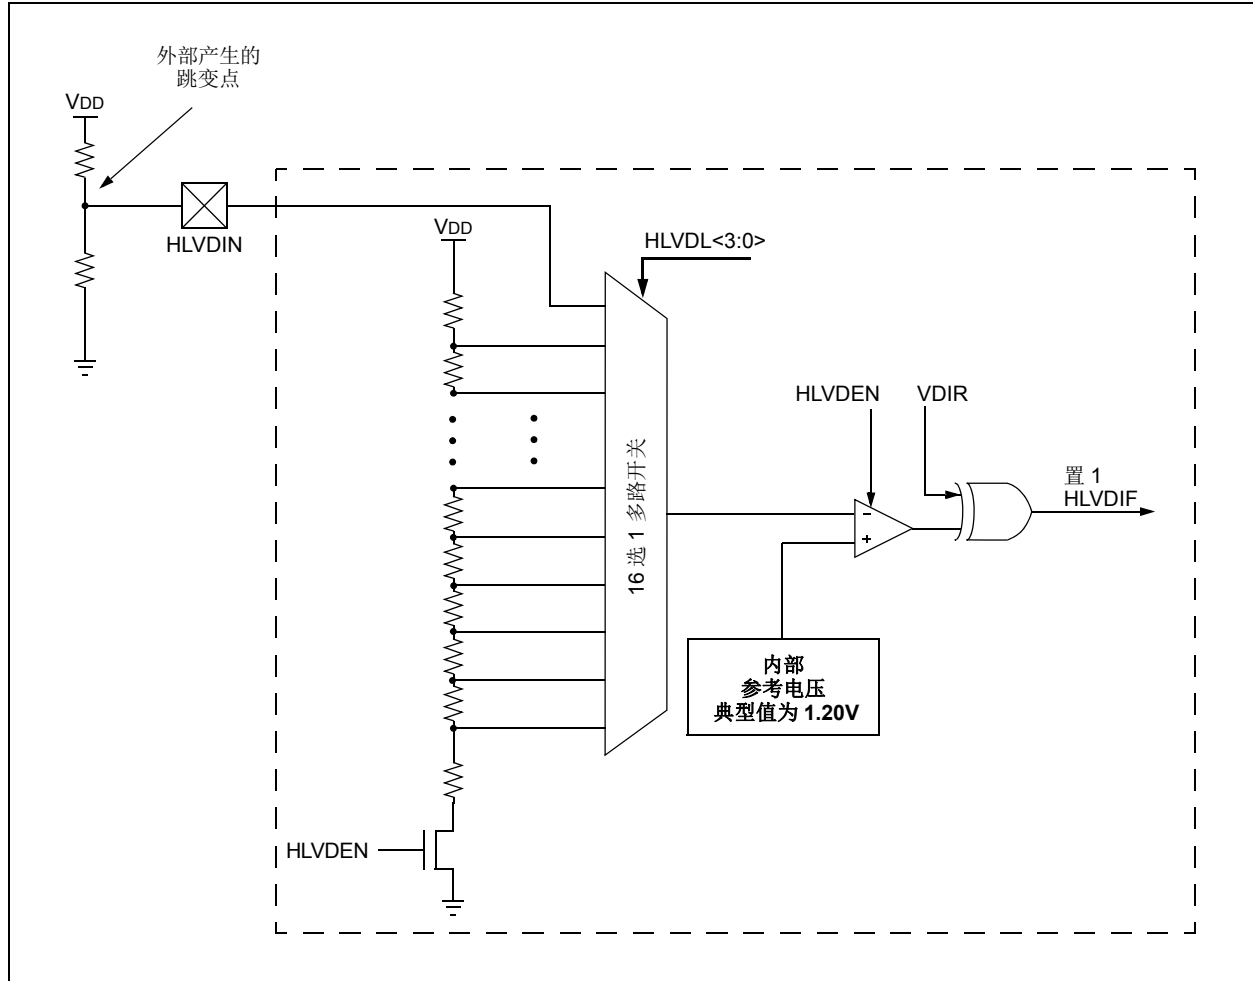 外部产生的
跳变点
VDD
HLVDIN
VDD
HLVDL<3:0>
16 选 1 多路开关
HLVDEN
VDIR
-
+
置 1
HLVDIF
内部
参考电压
典型值为 1.20V
HLVDEN